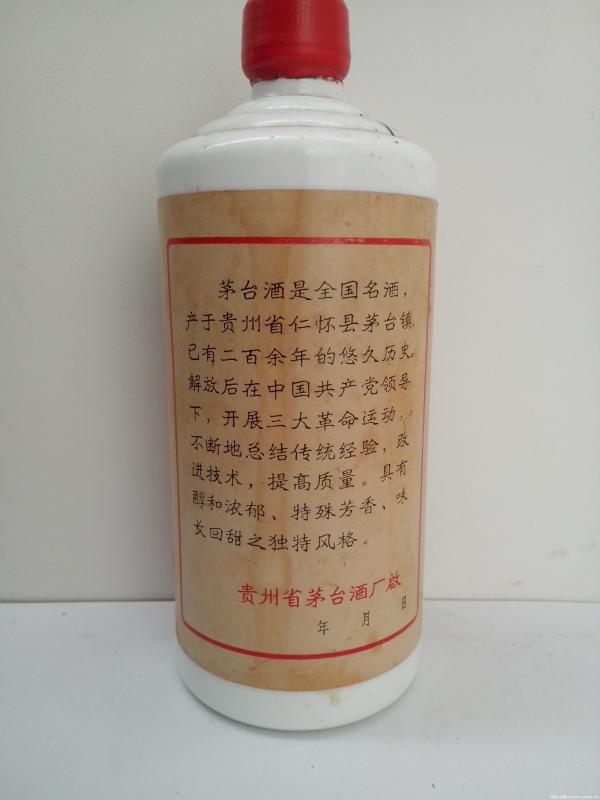 茅台酒是全国名酒，
产于贵州省仁怀县茅台镇，
已有二百余年的悠久历史。
解放后在中国共产党领导
下，开展三大革命运动，
不断地总结传统经验，改
进技术，提高质量。具有
醇和浓郁、特殊芳香、味
长回甜之独特风格。
贵州省茅台酒厂啟
年 月 日